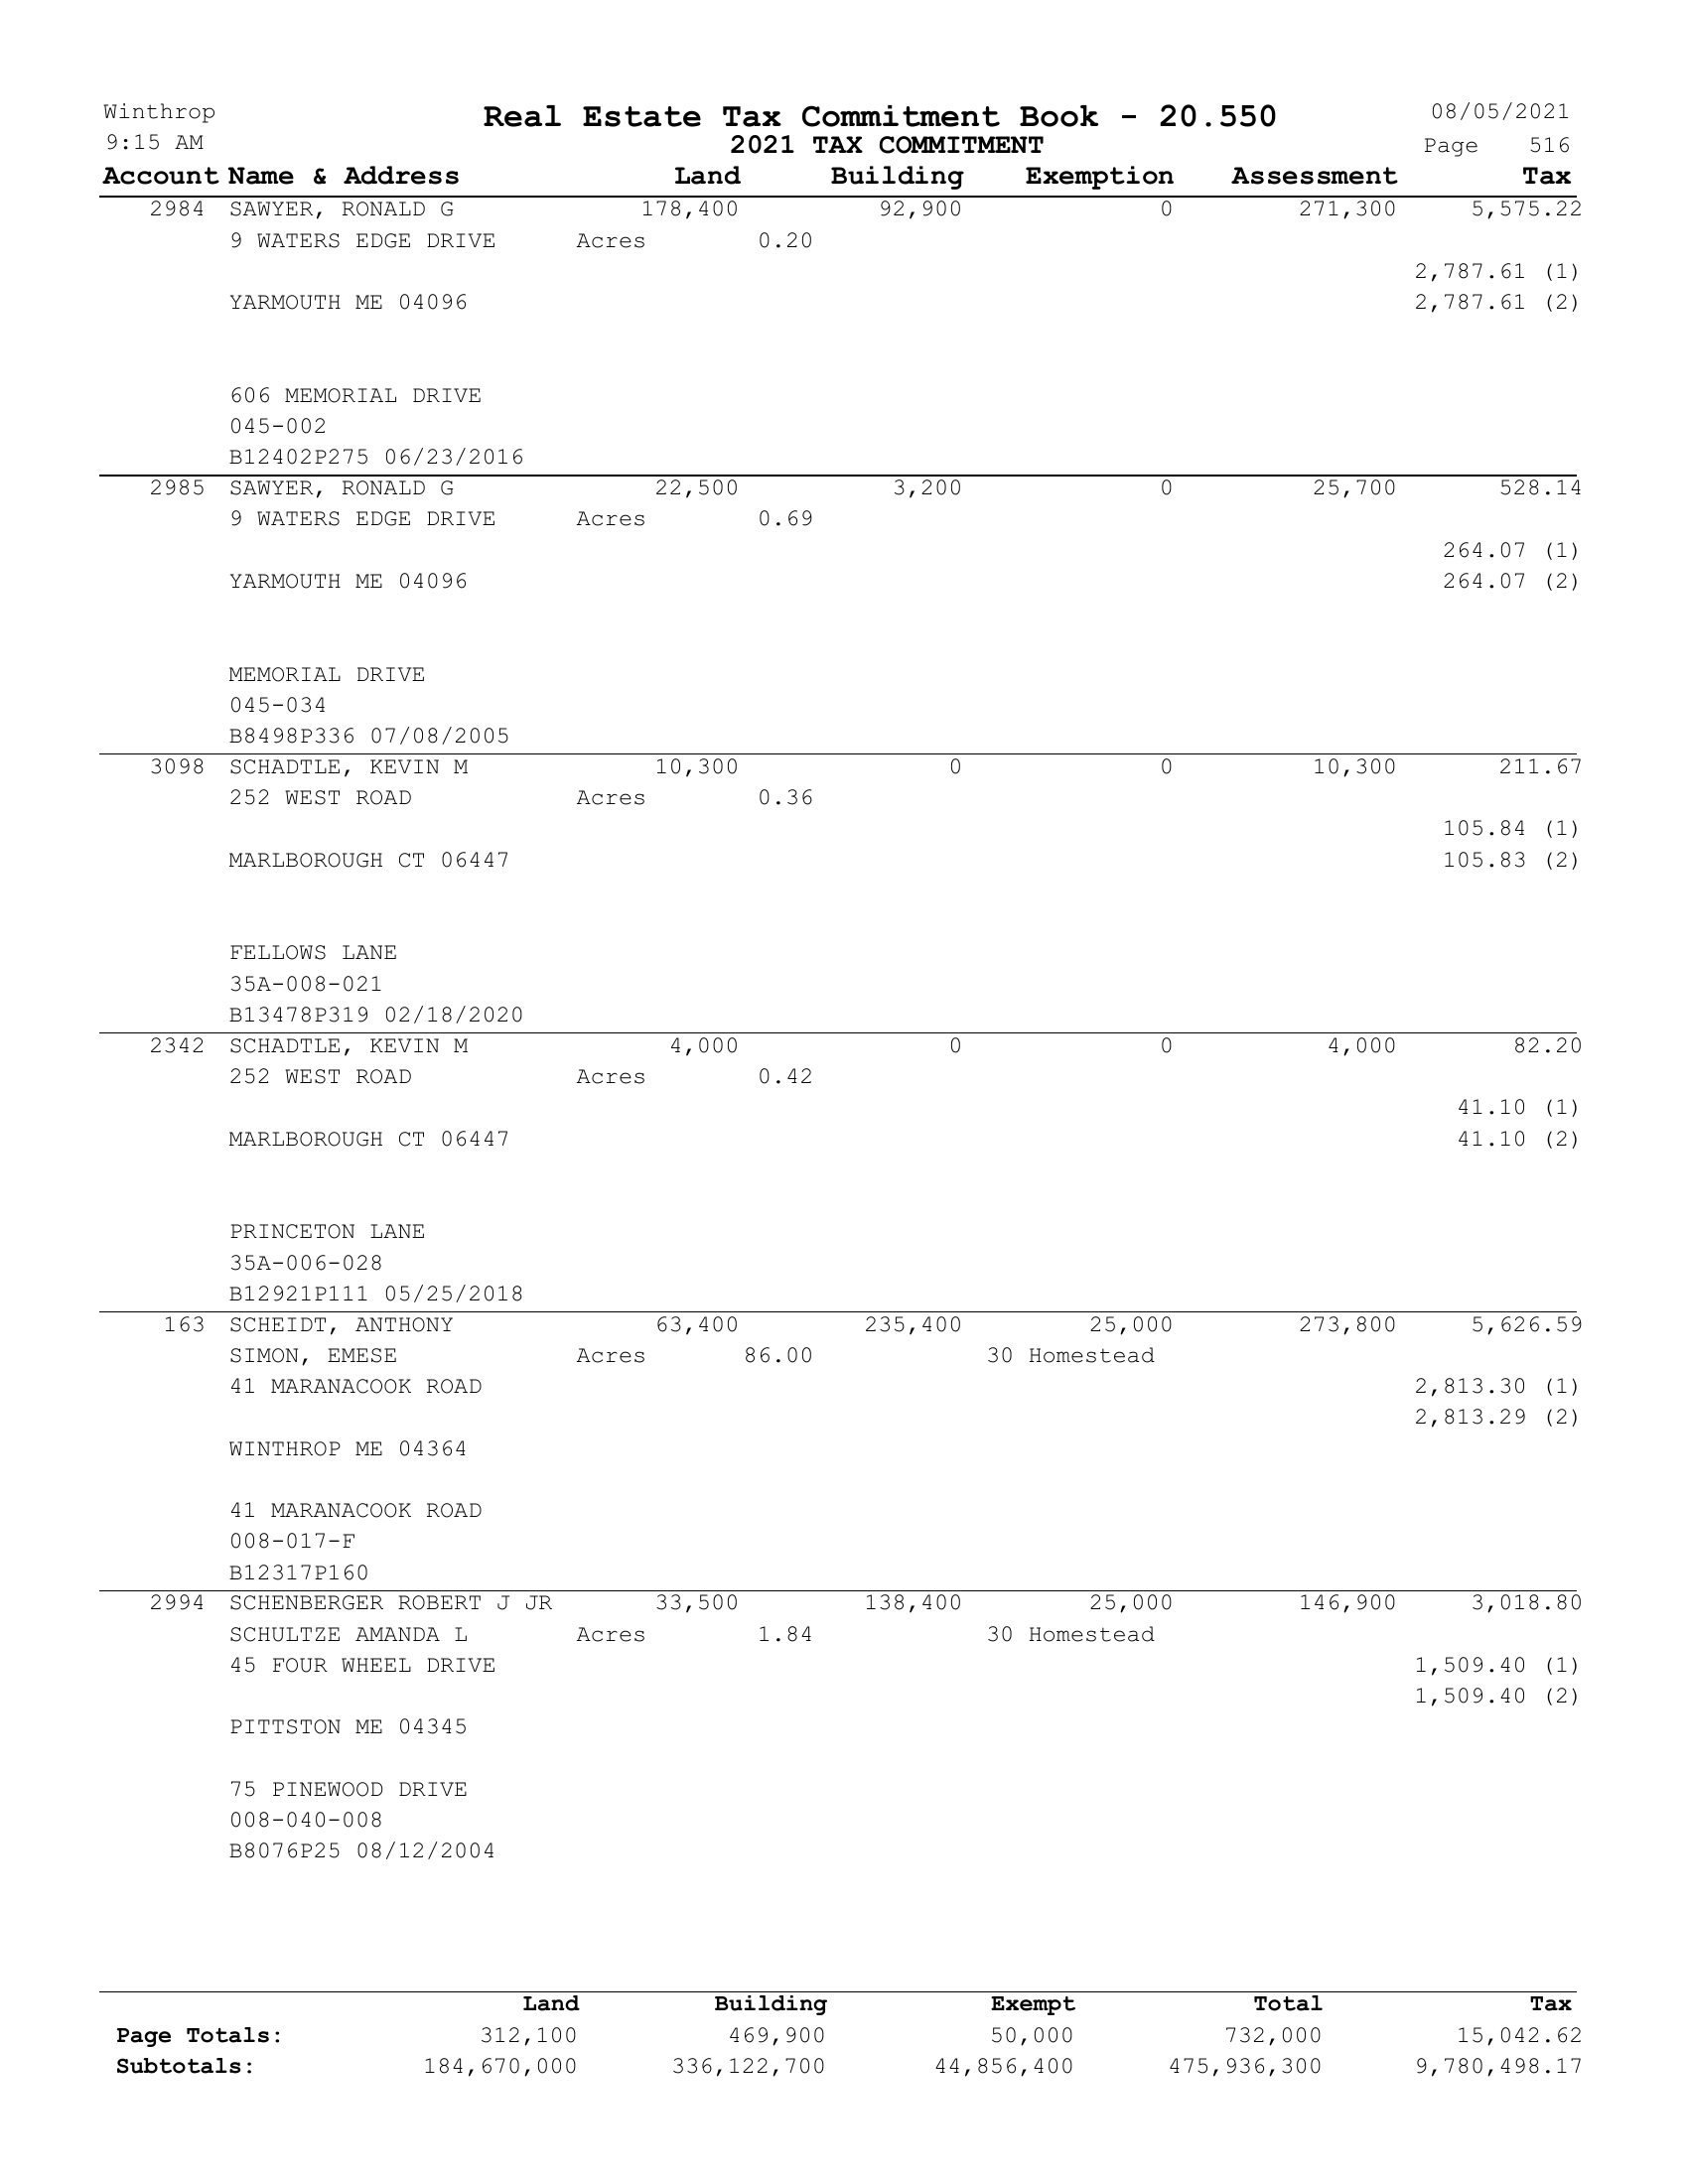 Winthrop Real Estate Tax Commitment Book - 20.550 08/05/2021
9:15 AM 2021 TAX COMMITMENT Page 516
Account Name & Address Land Building Exemption Assessment Tax
2984 SAWYER, RONALD G 178,400 92,900 0 271,300 5,575.22
9 WATERS EDGE DRIVE Acres 0.20
2,787.61 (1)
YARMOUTH ME 04096 2,787.61 (2)
606 MEMORIAL DRIVE
045-002
B12402P275 06/23/2016
2985 SAWYER, RONALD G 22,500 3,200 0 25,700 528.14
9 WATERS EDGE DRIVE Acres 0.69
264.07 (1)
YARMOUTH ME 04096 264.07 (2)
MEMORIAL DRIVE
045-034
B8498P336 07/08/2005
3098 SCHADTLE, KEVIN M 10,300 0 0 10,300 211.67
252 WEST ROAD Acres 0.36
105.84 (1)
MARLBOROUGH CT 06447 105.83 (2)
FELLOWS LANE
35A-008-021
B13478P319 02/18/2020
2342 SCHADTLE, KEVIN M 4,000 0 0 4,000 82.20
252 WEST ROAD Acres 0.42
41.10 (1)
MARLBOROUGH CT 06447 41.10 (2)
PRINCETON LANE
35A-006-028
B12921P111 05/25/2018
163 SCHEIDT, ANTHONY 63,400 235,400 25,000 273,800 5,626.59
SIMON, EMESE Acres 86.00 30 Homestead
41 MARANACOOK ROAD 2,813.30 (1)
2,813.29 (2)
WINTHROP ME 04364
41 MARANACOOK ROAD
008-017-F
B12317P160
2994 SCHENBERGER ROBERT J JR 33,500 138,400 25,000 146,900 3,018.80
SCHULTZE AMANDA L Acres 1.84 30 Homestead
45 FOUR WHEEL DRIVE 1,509.40 (1)
1,509.40 (2)
PITTSTON ME 04345
75 PINEWOOD DRIVE
008-040-008
B8076P25 08/12/2004
Land Building Exempt Total Tax
Page Totals: 312,100 469,900 50,000 732,000 15,042.62
Subtotals: 184,670,000 336,122,700 44,856,400 475,936,300 9,780,498.17